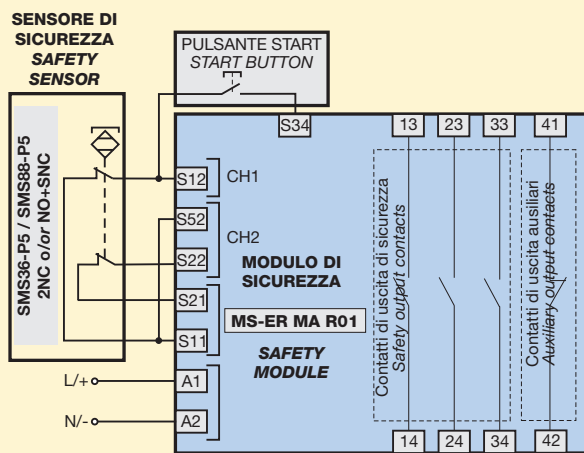 SENSORE DI
SICUREZZA
SAFETY
SENSOR
PULSANTE START
START BUTTON
SMS36-P5 / SMS88-P5
2NC o/or NO+SNC
S34
13
23
33
41
S12
CH1
S52
CH2
S22
S21
S11
MODULO DI
SICUREZZA
MS-ER MA R01
SAFETY
MODULE
Contatti di uscita di sicurezza
Safety output contacts
Contatti di uscita ausiliari
Auxiliary output contacts
L/+
A1
N/-
A2
14
24
34
42